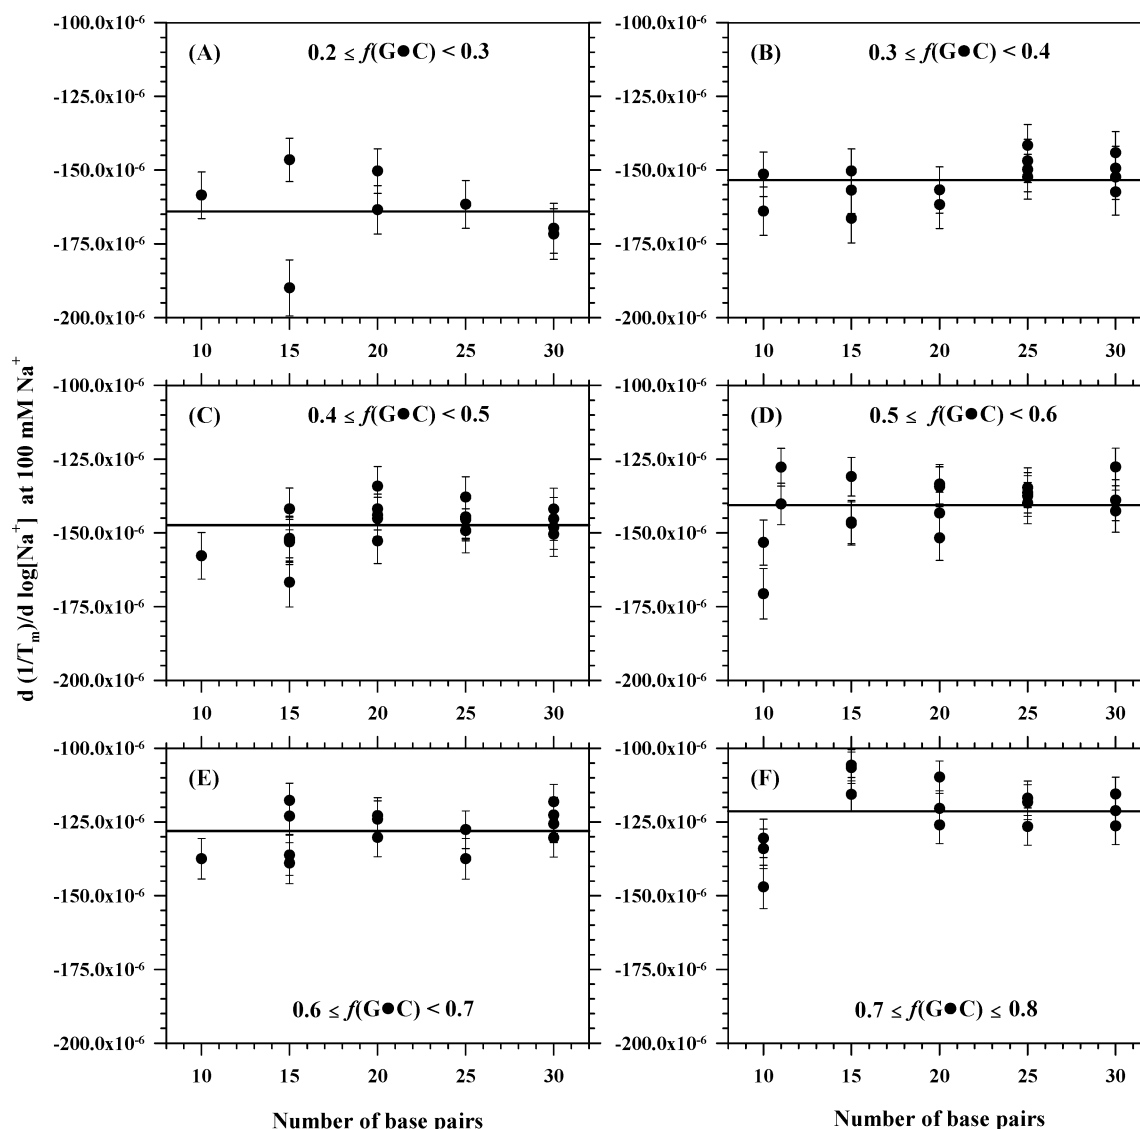 d (1/Tm)/d log[Na+] at 100 mM Na+
(A) 0.2 ≤ f(G●C) < 0.3
-100.0x10-6
-125.0x10-6
-150.0x10-6
-175.0x10-6
-200.0x10-6
10 15 20 25 30
(B) 0.3 ≤ f(G●C) < 0.4
-100.0x10-6
-125.0x10-6
-150.0x10-6
-175.0x10-6
-200.0x10-6
10 15 20 25 30
(C) 0.4 ≤ f(G●C) < 0.5
-100.0x10-6
-125.0x10-6
-150.0x10-6
-175.0x10-6
-200.0x10-6
10 15 20 25 30
(D) 0.5 ≤ f(G●C) < 0.6
-100.0x10-6
-125.0x10-6
-150.0x10-6
-175.0x10-6
-200.0x10-6
10 15 20 25 30
(E)
-100.0x10-6
-125.0x10-6
-150.0x10-6
-175.0x10-6
0.6 ≤ f(G●C) < 0.7
-200.0x10-6
10 15 20 25 30
Number of base pairs
(F)
-100.0x10-6
-125.0x10-6
-150.0x10-6
-175.0x10-6
0.7 ≤ f(G●C) ≤ 0.8
-200.0x10-6
10 15 20 25 30
Number of base pairs